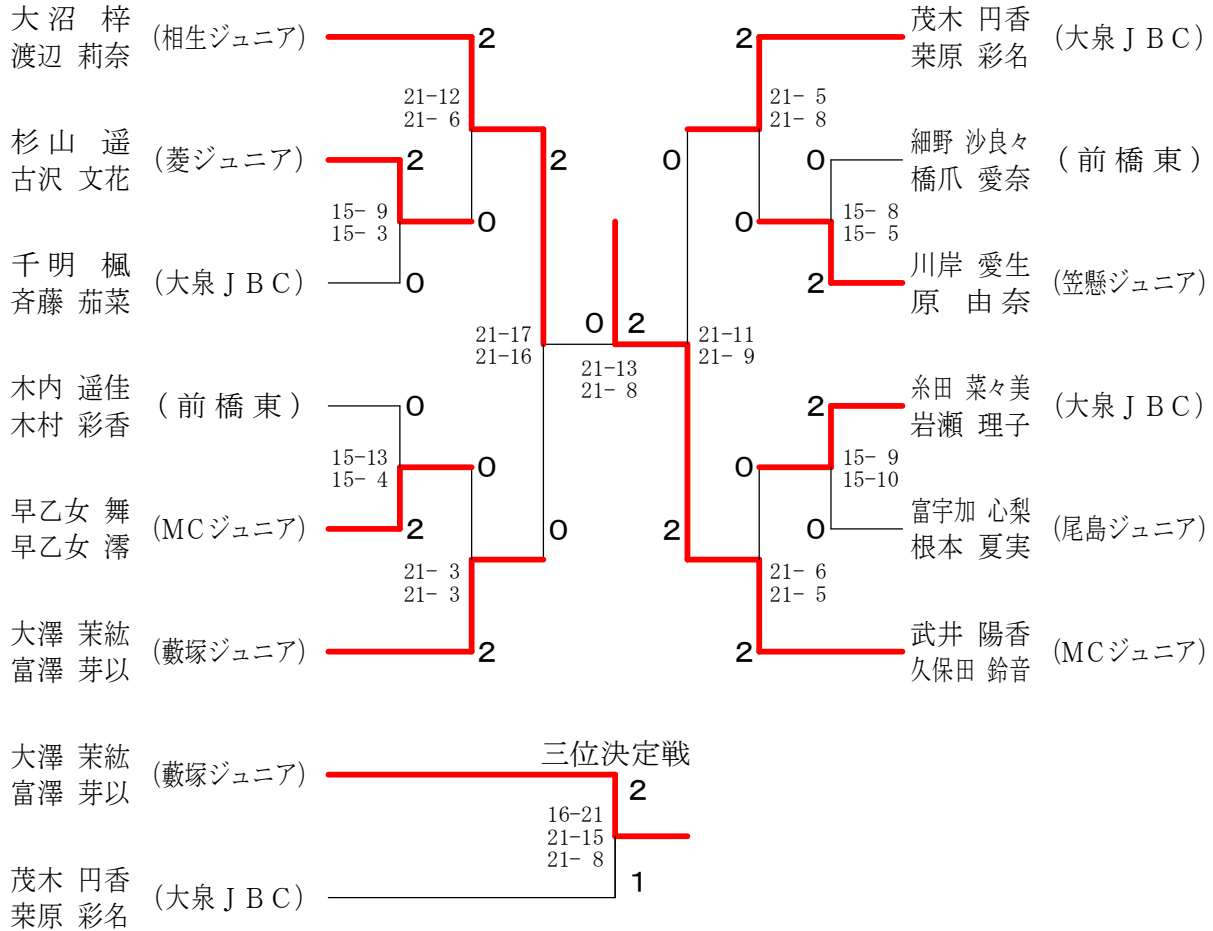 大沼 梓
渡辺 莉奈
(相生ジュニア)
2
21-12
21- 6
杉山 遥
古沢 文花
(菱ジュニア)
2
2
15- 9
15- 3
0
千明 楓
斉藤 茄菜
(大泉ＪＢＣ)
0
21-17
21-16
木内 遥佳
木村 彩香
(前橋東)
0
15-13
15- 4
0
早乙女 舞
早乙女 澪
(MCジュニア)
2
0
21- 3
21- 3
大澤 茉紘
富澤 芽以
(藪塚ジュニア)
2
0 2
21-13
21- 8
茂木 円香
桒原 彩名
(大泉ＪＢＣ)
2
21- 5
21- 8
0
細野 沙良々
橋爪 愛奈
(前橋東)
0
15- 8
15- 5
0
川岸 愛生
原 由奈
(笠懸ジュニア)
2
21-11
21- 9
糸田 菜々美
岩瀬 理子
(大泉ＪＢＣ)
2
15- 9
15-10
0
富宇加 心梨
根本 夏実
(尾島ジュニア)
0
2
21- 6
21- 5
武井 陽香
久保田 鈴音
(MCジュニア)
2
三位決定戦
大澤 茉紘
富澤 芽以
(藪塚ジュニア)
2
16-21
21-15
21- 8
茂木 円香
桒原 彩名
(大泉ＪＢＣ)
1